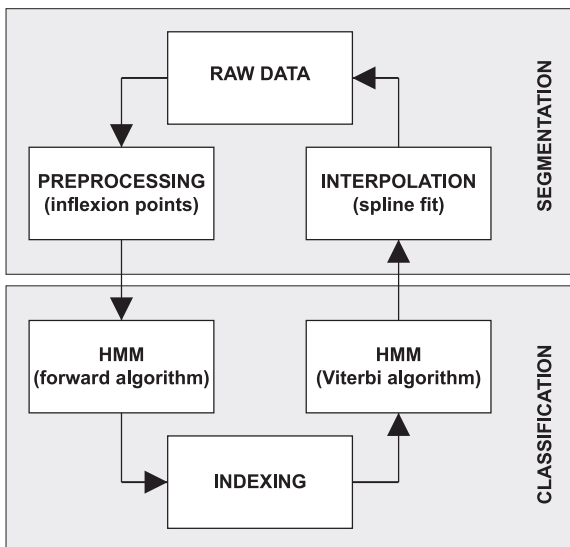 RAW DATA
PREPROCESSING
(inflexion points)
INTERPOLATION
(spline fit)
SEGMENTATION
HMM
(forward algorithm)
HMM
(Viterbi algorithm)
INDEXING
CLASSIFICATION